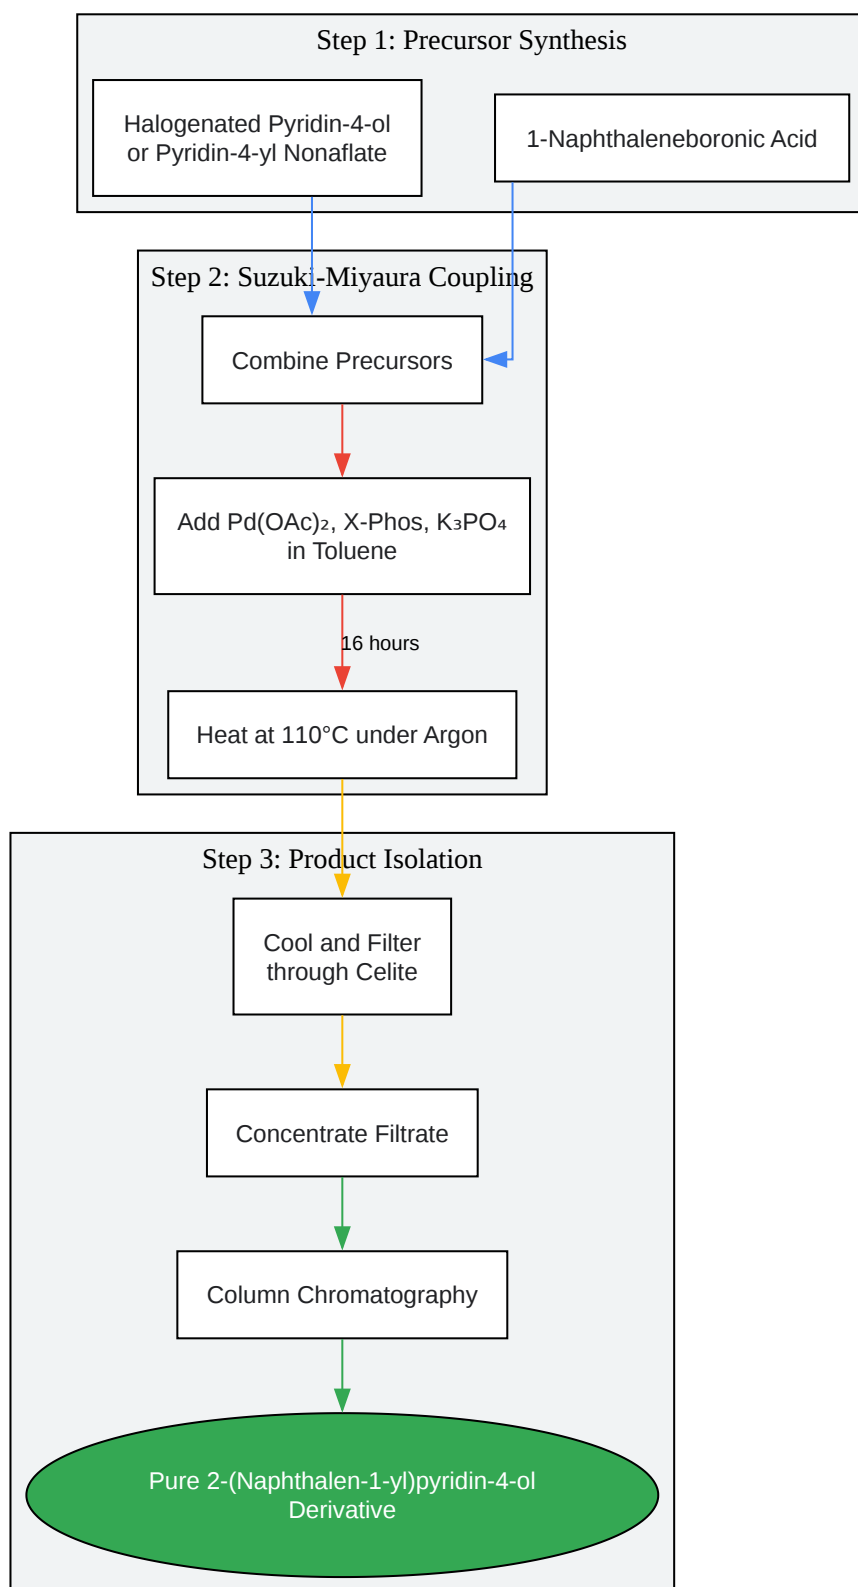 Step 1: Precursor Synthesis
Halogenated Pyridin-4-ol
or Pyridin-4-yl Nonaflate
1-Naphthaleneboronic Acid
Step 2: Suzuki-Miyaura Coupling
Combine Precursors
Add Pd(OAc)₂, X-Phos, K₃PO₄
in Toluene
16 hours
Heat at 110°C under Argon
Step 3: Product Isolation
Cool and Filter
through Celite
Concentrate Filtrate
Column Chromatography
Pure 2-(Naphthalen-1-yl)pyridin-4-ol
Derivative